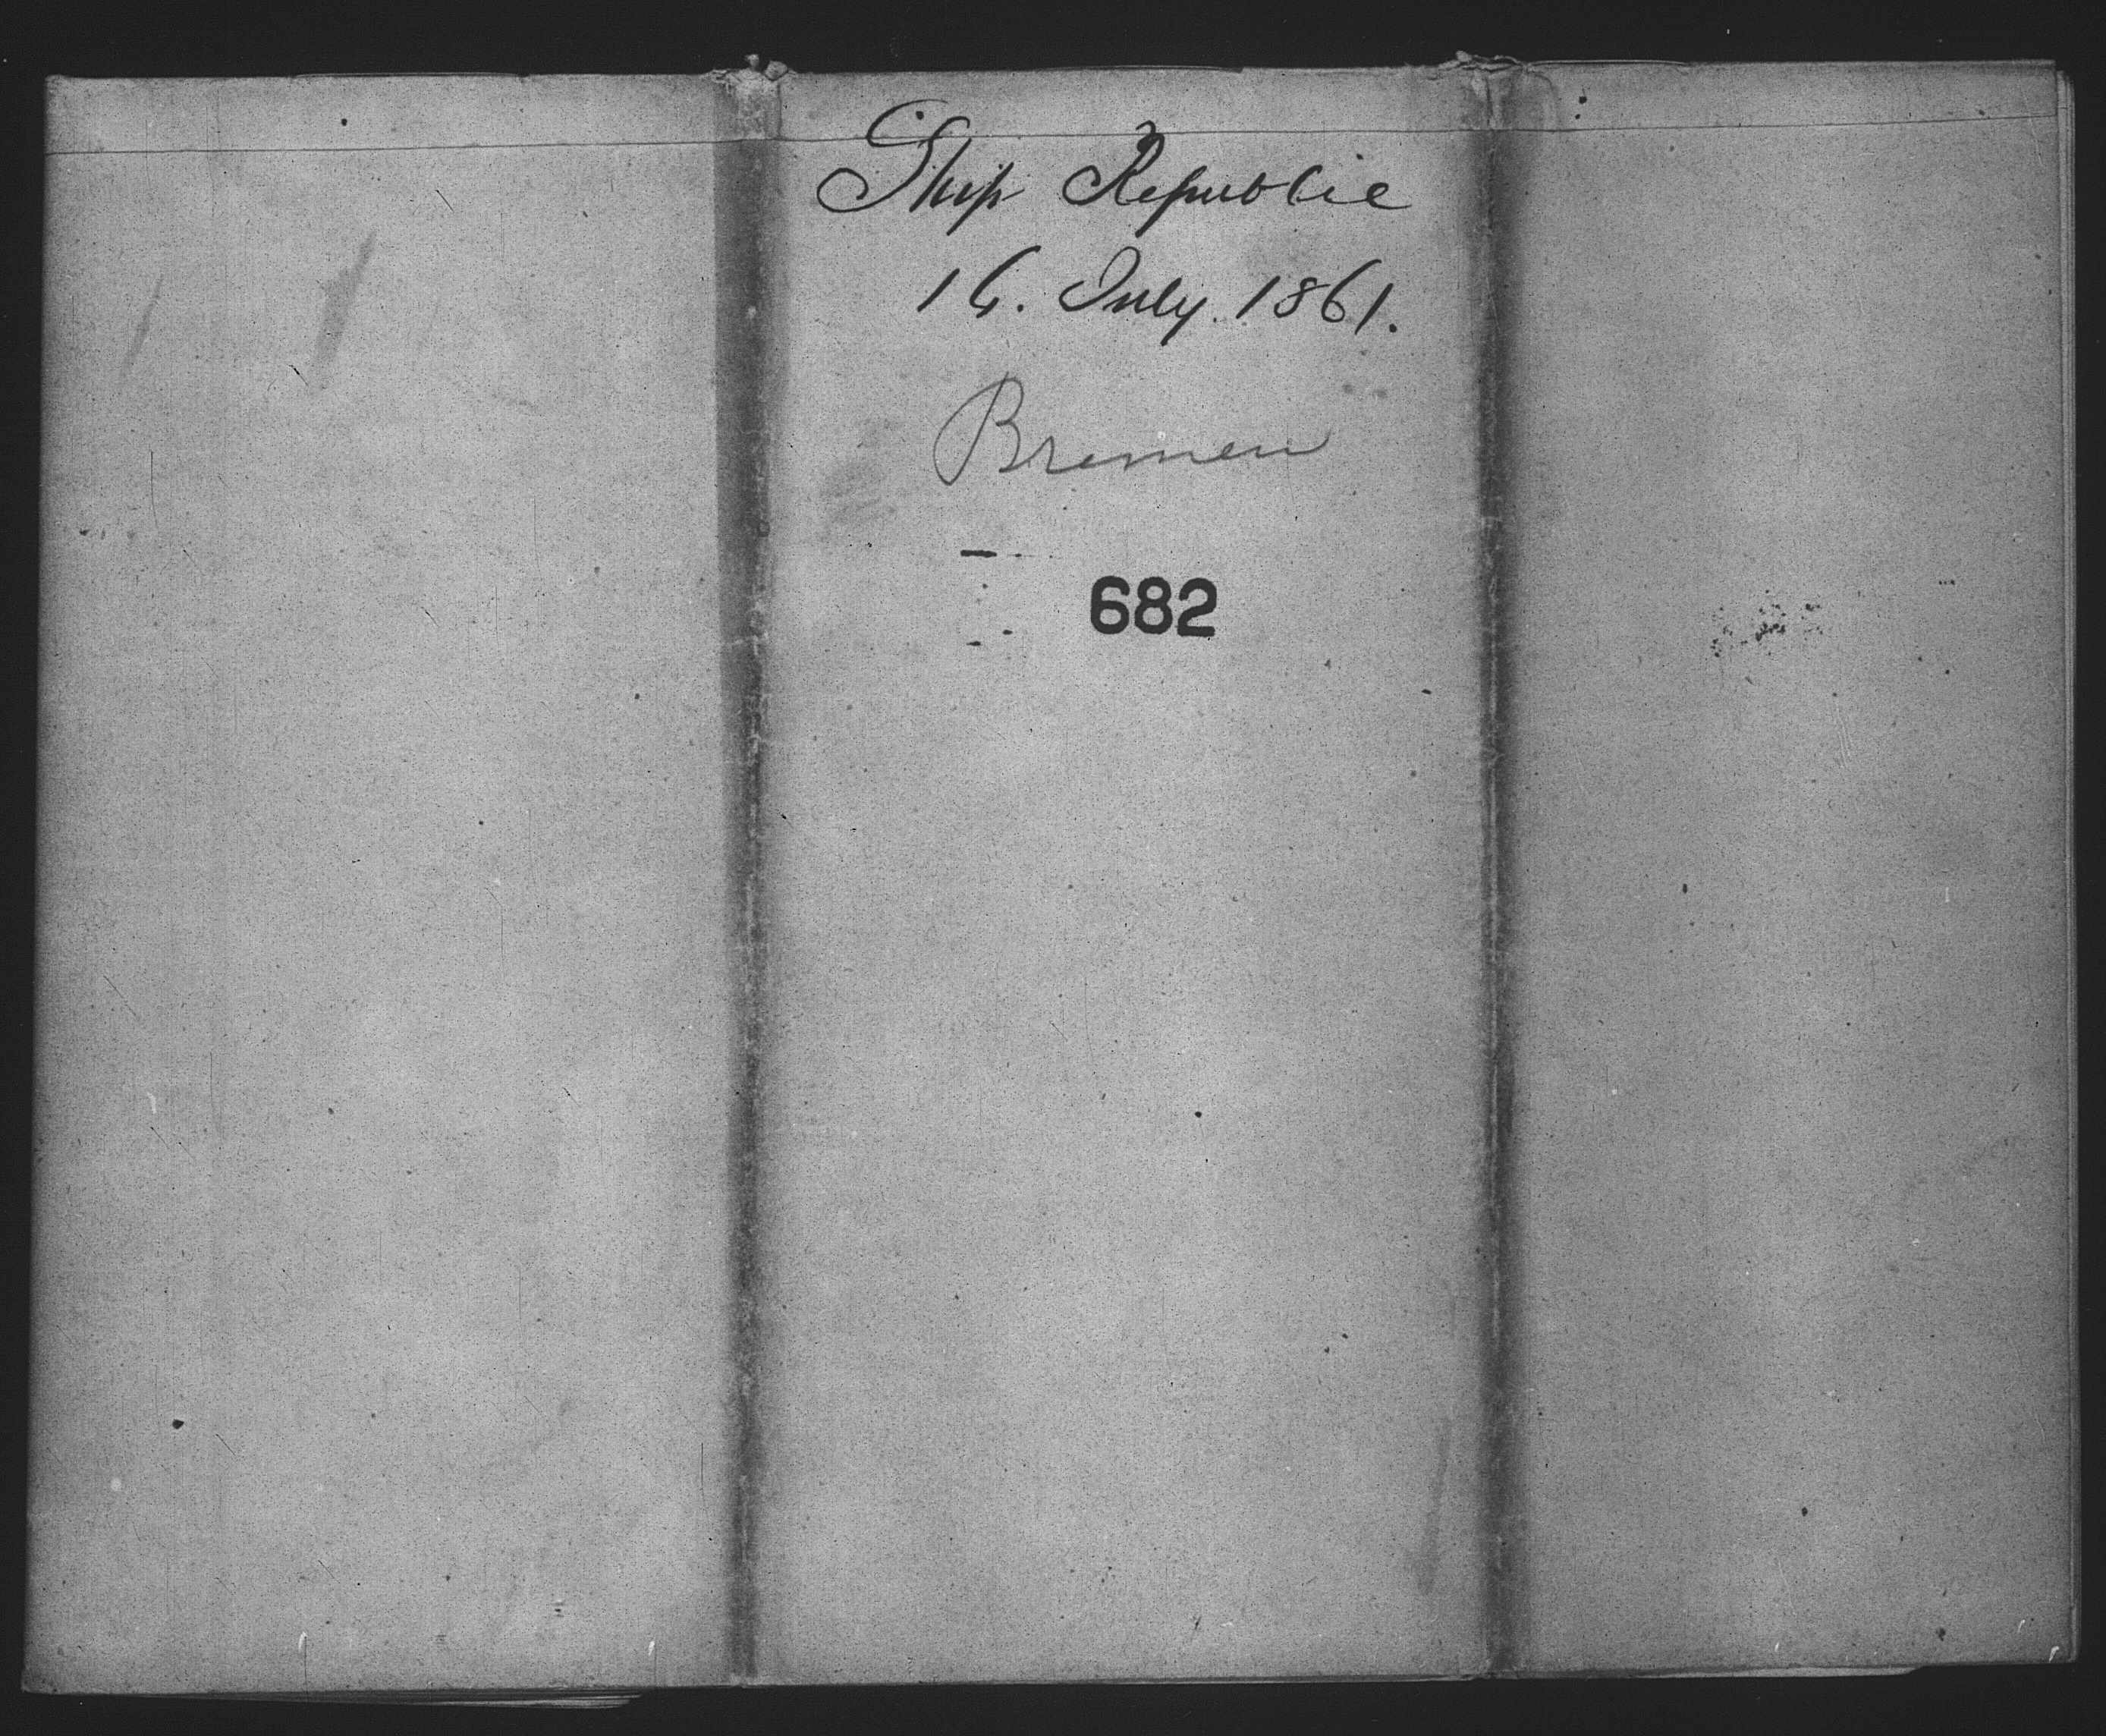 Ship Republic
16. July. 1861.
Bremen
682